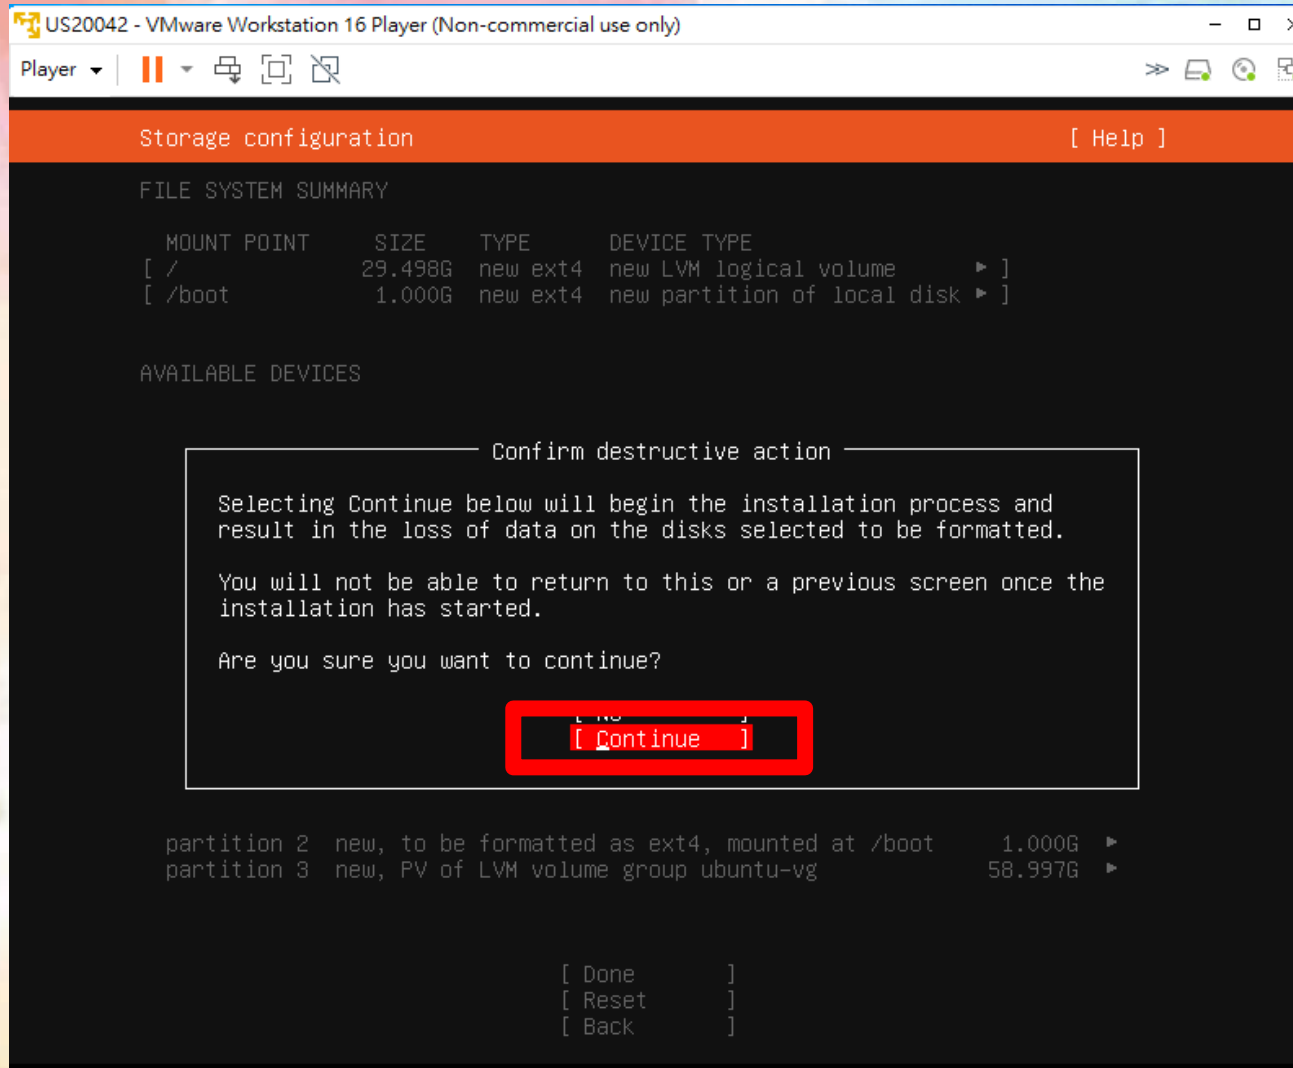 US20042 - VMware Workstation 16 Player (Non-commercial use only)
Player
Storage configuration [ Help ]
FILE SYSTEM SUMMARY
MOUNT POINT SIZE TYPE DEVICE TYPE
[ / 29.498G new ext4 new LVM logical volume ▸ ]
[ /boot 1.000G new ext4 new partition of local disk ▸ ]
AVAILABLE DEVICES
Confirm destructive action
Selecting Continue below will begin the installation process and
result in the loss of data on the disks selected to be formatted.
You will not be able to return to this or a previous screen once the
installation has started.
Are you sure you want to continue?
[ No ]
[ Continue ]
partition 2 new, to be formatted as ext4, mounted at /boot 1.000G ▸
partition 3 new, PV of LVM volume group ubuntu-vg 58.997G ▸
[ Done ]
[ Reset ]
[ Back ]